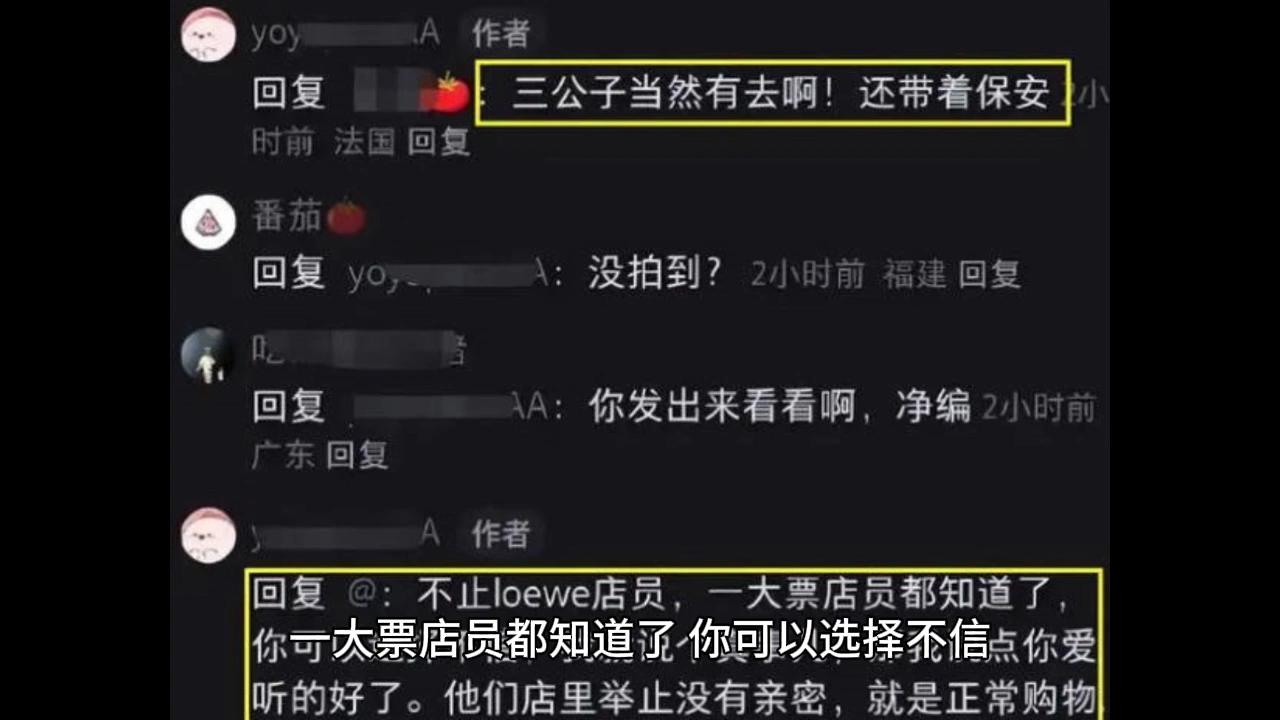 yoy A 作者
回复 : 三公子当然有去啊！还带着保安 2小
时前 法国 回复
番茄
回复 yoy A: 没拍到？ 2小时前 福建 回复
吃 者
回复 AA: 你发出来看看啊，净编 2小时前
广东 回复
y A 作者
回复 @: 不止loewe店员，一大票店员都知道了，
你可 说个 点你爱
一大票店员都知道了 你可以选择不信
听的好了。他们店里举止没有亲密，就是正常购物